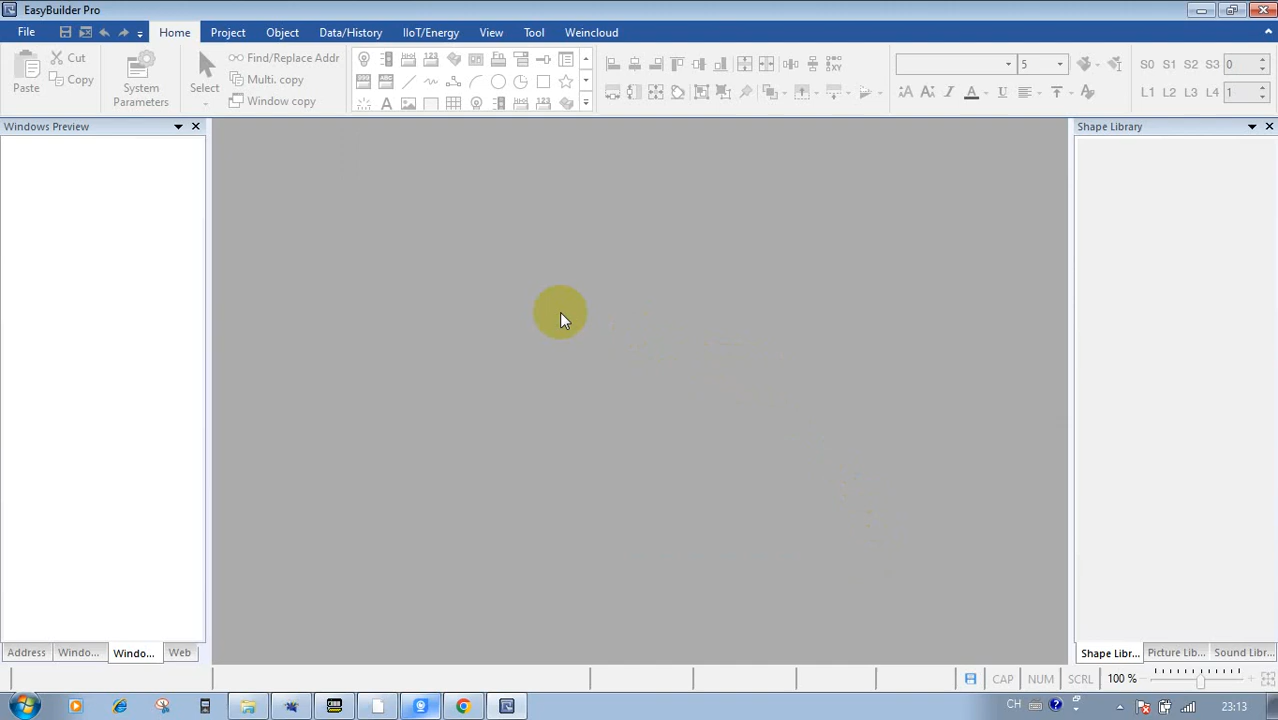 EasyBuilder Pro
File Home Project Object Data/History IIoT/Energy View Tool Weincloud
Paste
Cut
Copy
System
Parameters
Select
Find/Replace Addr
Multi. copy
Window copy
5
S0 S1 S2 S3 0
L1 L2 L3 L4 1
Windows Preview
Shape Library
Address Windo... Windo... Web
Shape Libr... Picture Lib... Sound Libr...
CAP NUM SCRL 100 %
CH 23:13